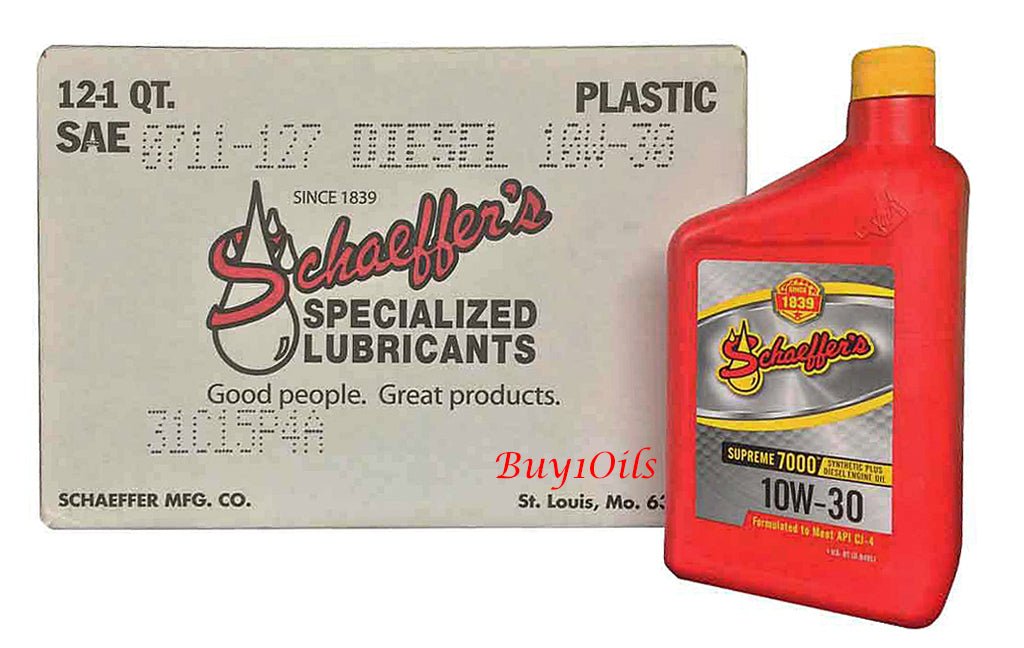 12-1 QT.
PLASTIC
SAE 0711-127 DIESEL 10W-30
SINCE 1839
Schaeffer's
SPECIALIZED
LUBRICANTS
Good people. Great products.
31C15P4A
Buy1Oils
SCHAEFFER MFG. CO.
St. Louis, Mo. 63
SINCE
1839
Schaeffer's
SUPREME 7000™
SYNTHETIC PLUS
DIESEL ENGINE OIL
10W-30
Formulated to Meet API CJ-4